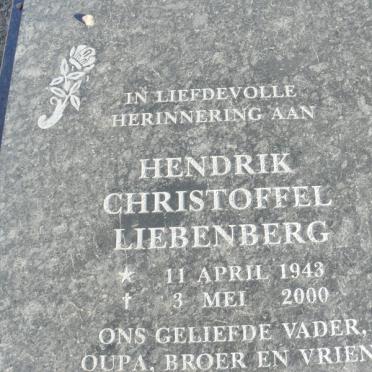 IN LIEFDEVOLLE
HERINNERING AAN
HENDRIK
CHRISTOFFEL
LIEBENBERG
★ 11 APRIL 1943
† 3 MEI 2000
ONS GELIEFDE VADER,
OUPA, BROER EN VRIEN